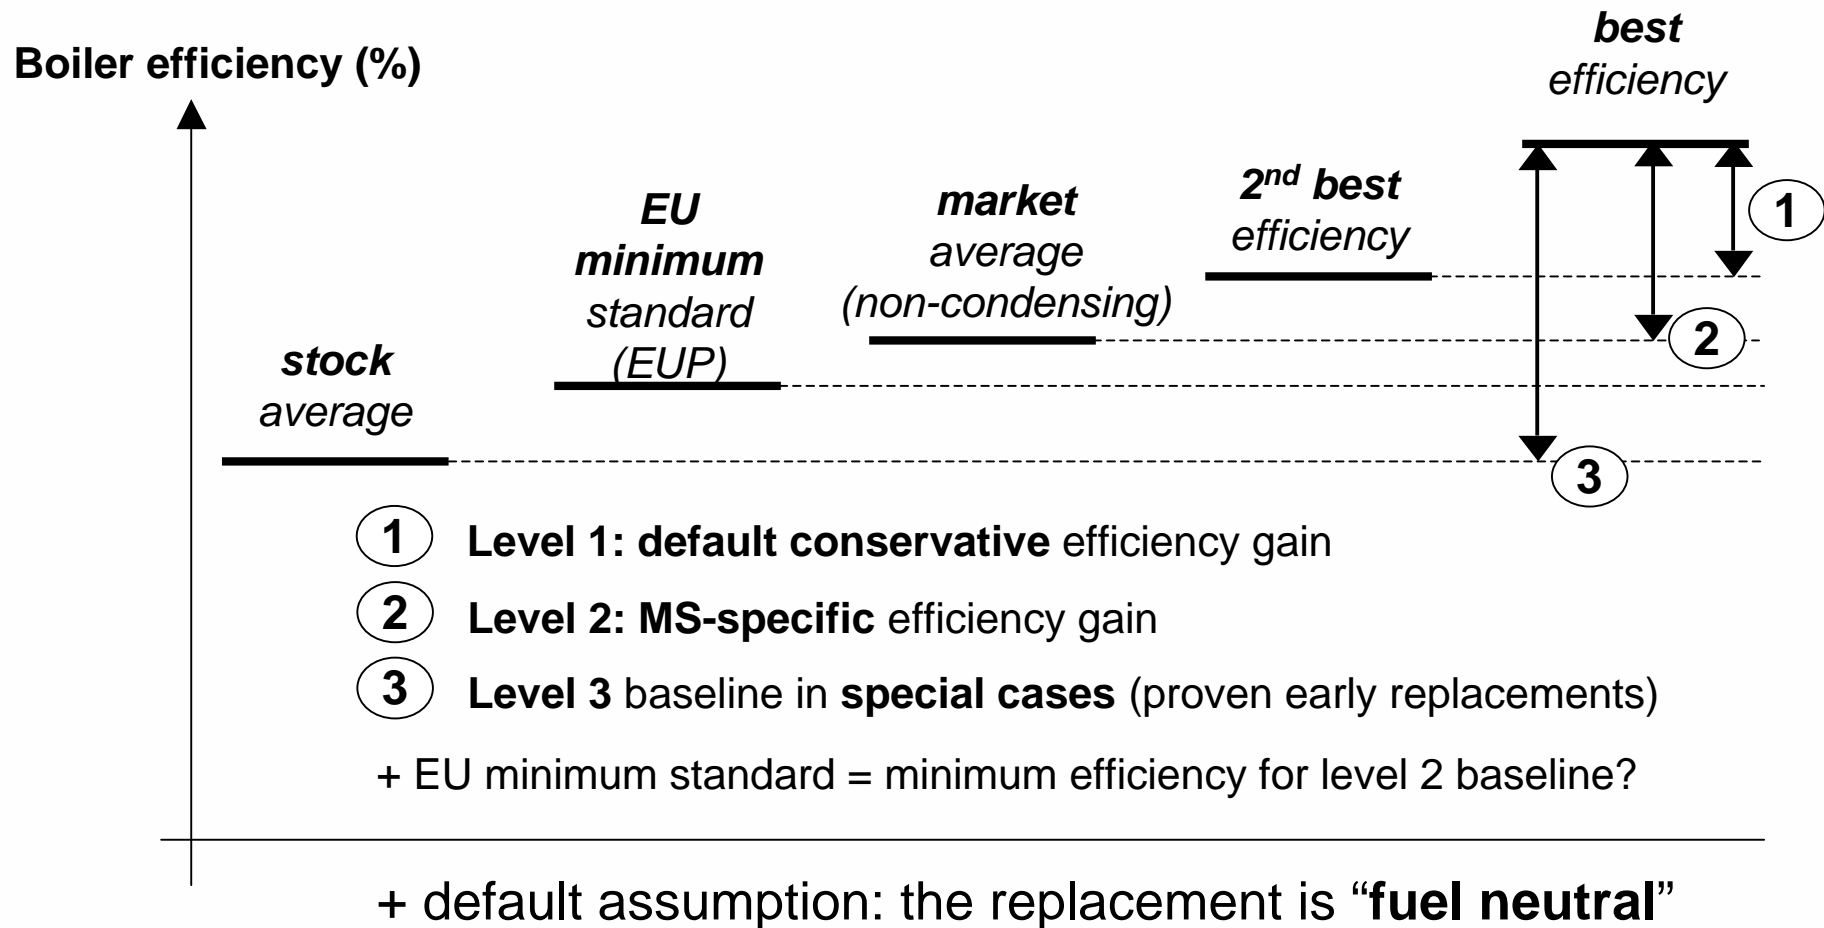 Boiler efficiency (%)
stock
average
EU
minimum
standard
(EUP)
market
average
(non-condensing)
2nd best
efficiency
best
efficiency
1
2
3
1 Level 1: default conservative efficiency gain
2 Level 2: MS-specific efficiency gain
3 Level 3 baseline in special cases (proven early replacements)
+ EU minimum standard = minimum efficiency for level 2 baseline?
+ default assumption: the replacement is “fuel neutral”